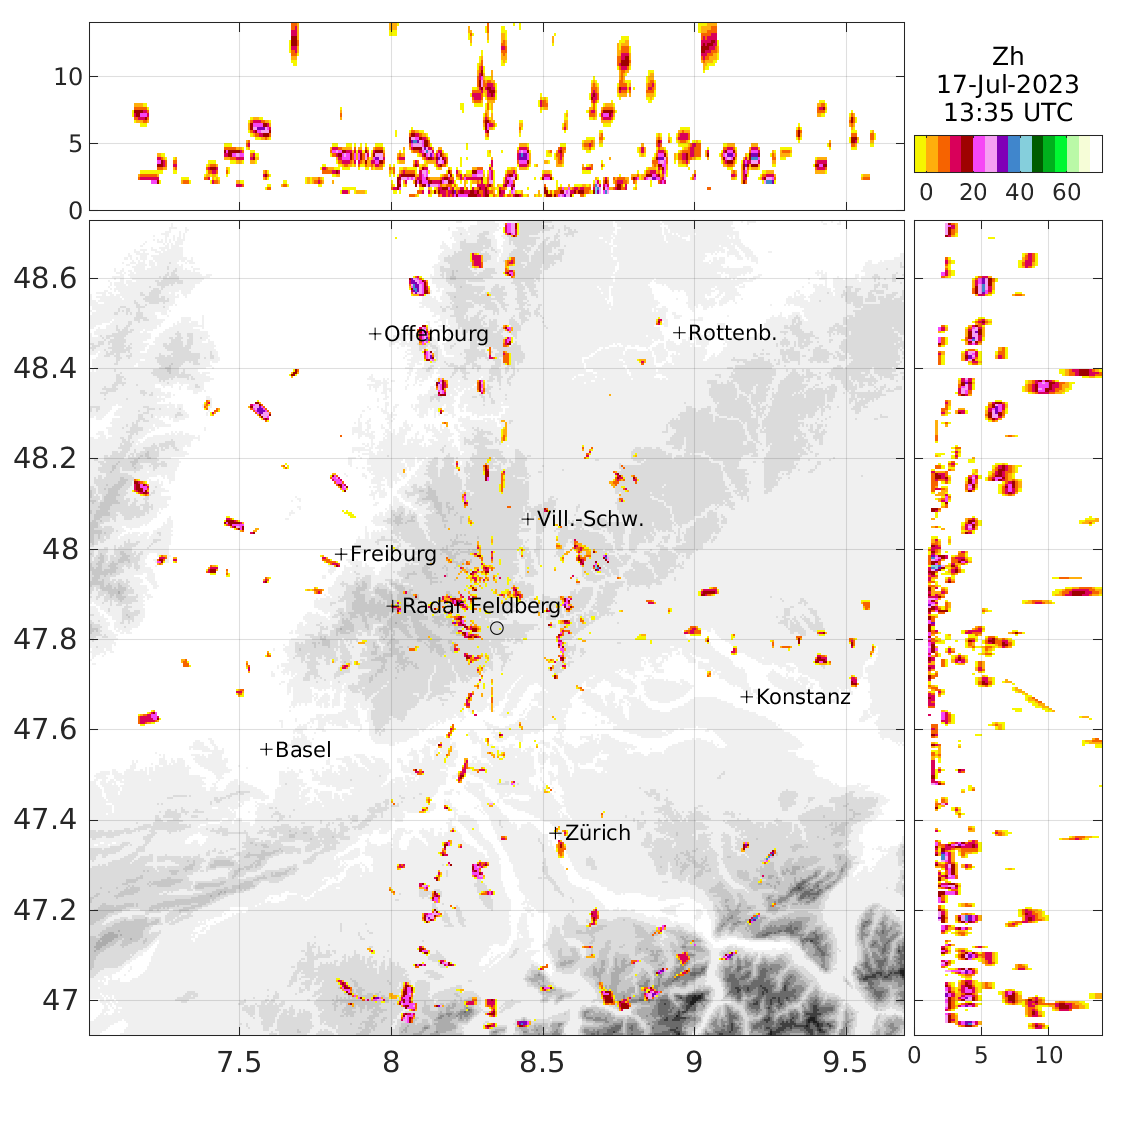 10
5
0
Zh
17-Jul-2023
13:35 UTC
0 20 40 60
48.6
48.4
48.2
48
47.8
47.6
47.4
47.2
47
+Offenburg
+Rottenb.
+Vill.-Schw.
+Freiburg
+Radar Feldberg
+Konstanz
+Basel
+Zürich
7.5 8 8.5 9 9.5
0 5 10